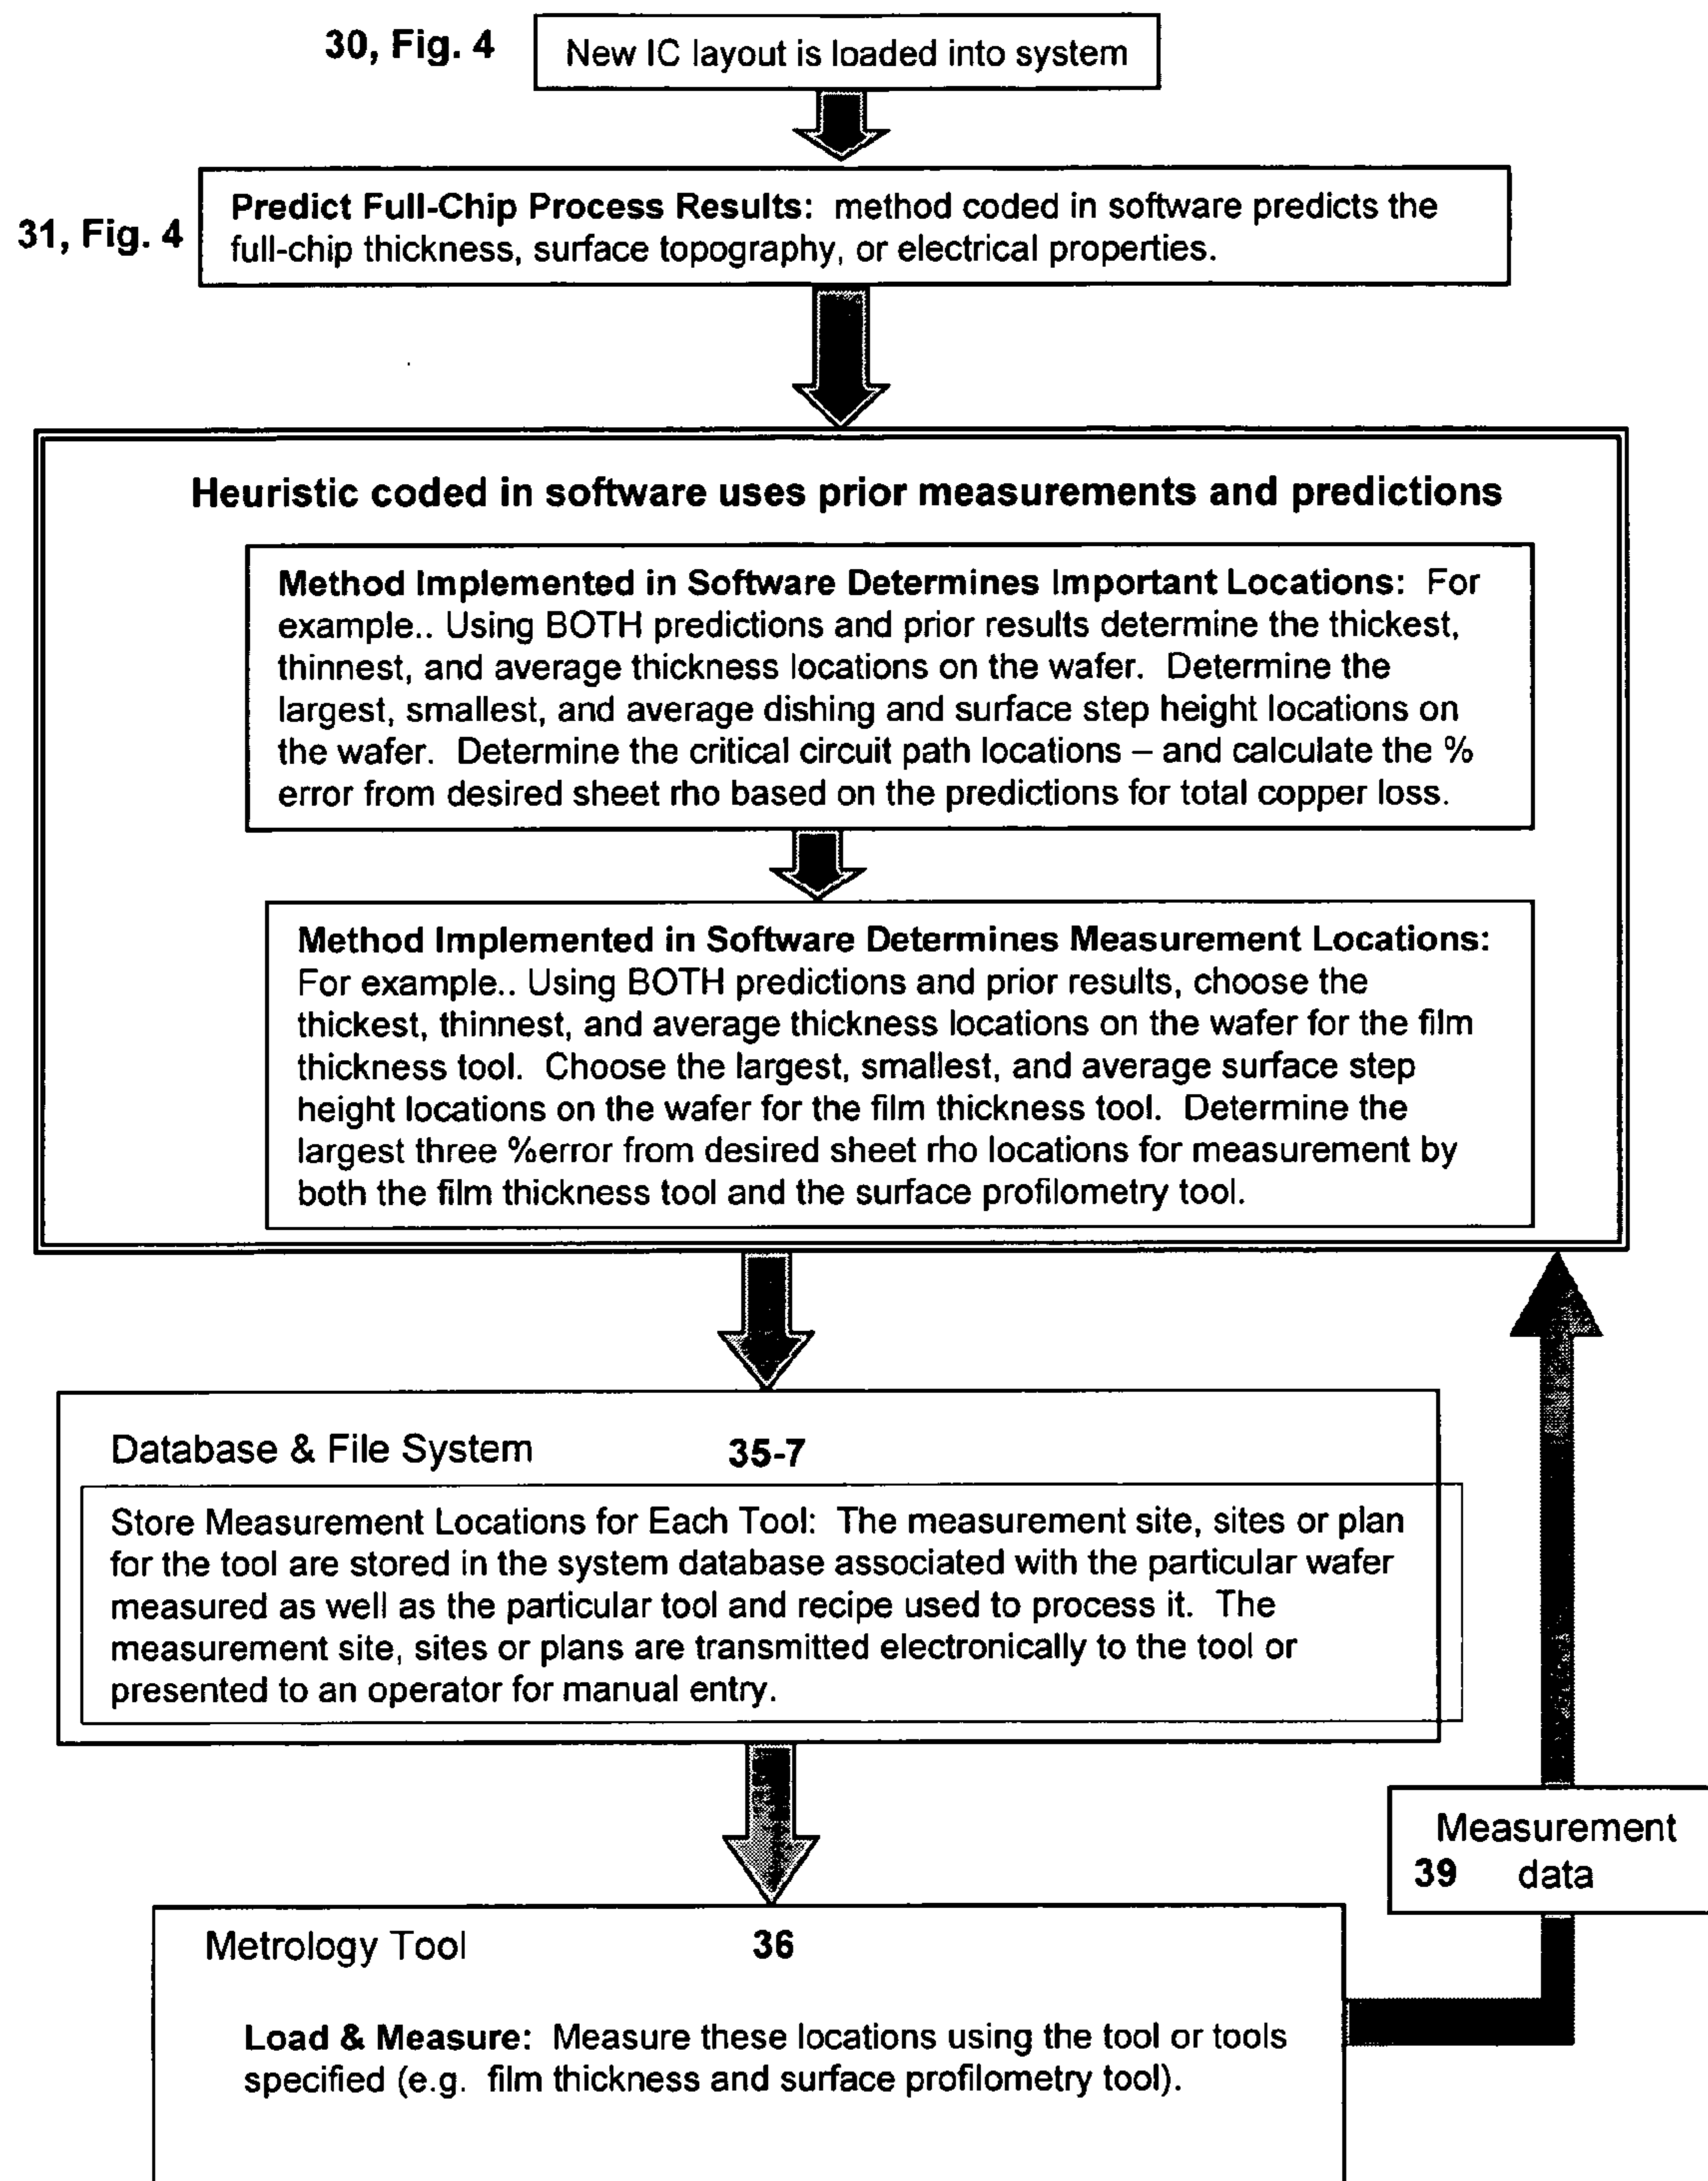 30, Fig. 4
New IC layout is loaded into system
31, Fig. 4
Predict Full-Chip Process Results: method coded in software predicts the
full-chip thickness, surface topography, or electrical properties.
Heuristic coded in software uses prior measurements and predictions
Method Implemented in Software Determines Important Locations: For
example.. Using BOTH predictions and prior results determine the thickest,
thinnest, and average thickness locations on the wafer. Determine the
largest, smallest, and average dishing and surface step height locations on
the wafer. Determine the critical circuit path locations – and calculate the %
error from desired sheet rho based on the predictions for total copper loss.
Method Implemented in Software Determines Measurement Locations:
For example.. Using BOTH predictions and prior results, choose the
thickest, thinnest, and average thickness locations on the wafer for the film
thickness tool. Choose the largest, smallest, and average surface step
height locations on the wafer for the film thickness tool. Determine the
largest three %error from desired sheet rho locations for measurement by
both the film thickness tool and the surface profilometry tool.
Database & File System 35-7
Store Measurement Locations for Each Tool: The measurement site, sites or plan
for the tool are stored in the system database associated with the particular wafer
measured as well as the particular tool and recipe used to process it. The
measurement site, sites or plans are transmitted electronically to the tool or
presented to an operator for manual entry.
Measurement
39 data
Metrology Tool 36
Load & Measure: Measure these locations using the tool or tools
specified (e.g. film thickness and surface profilometry tool).